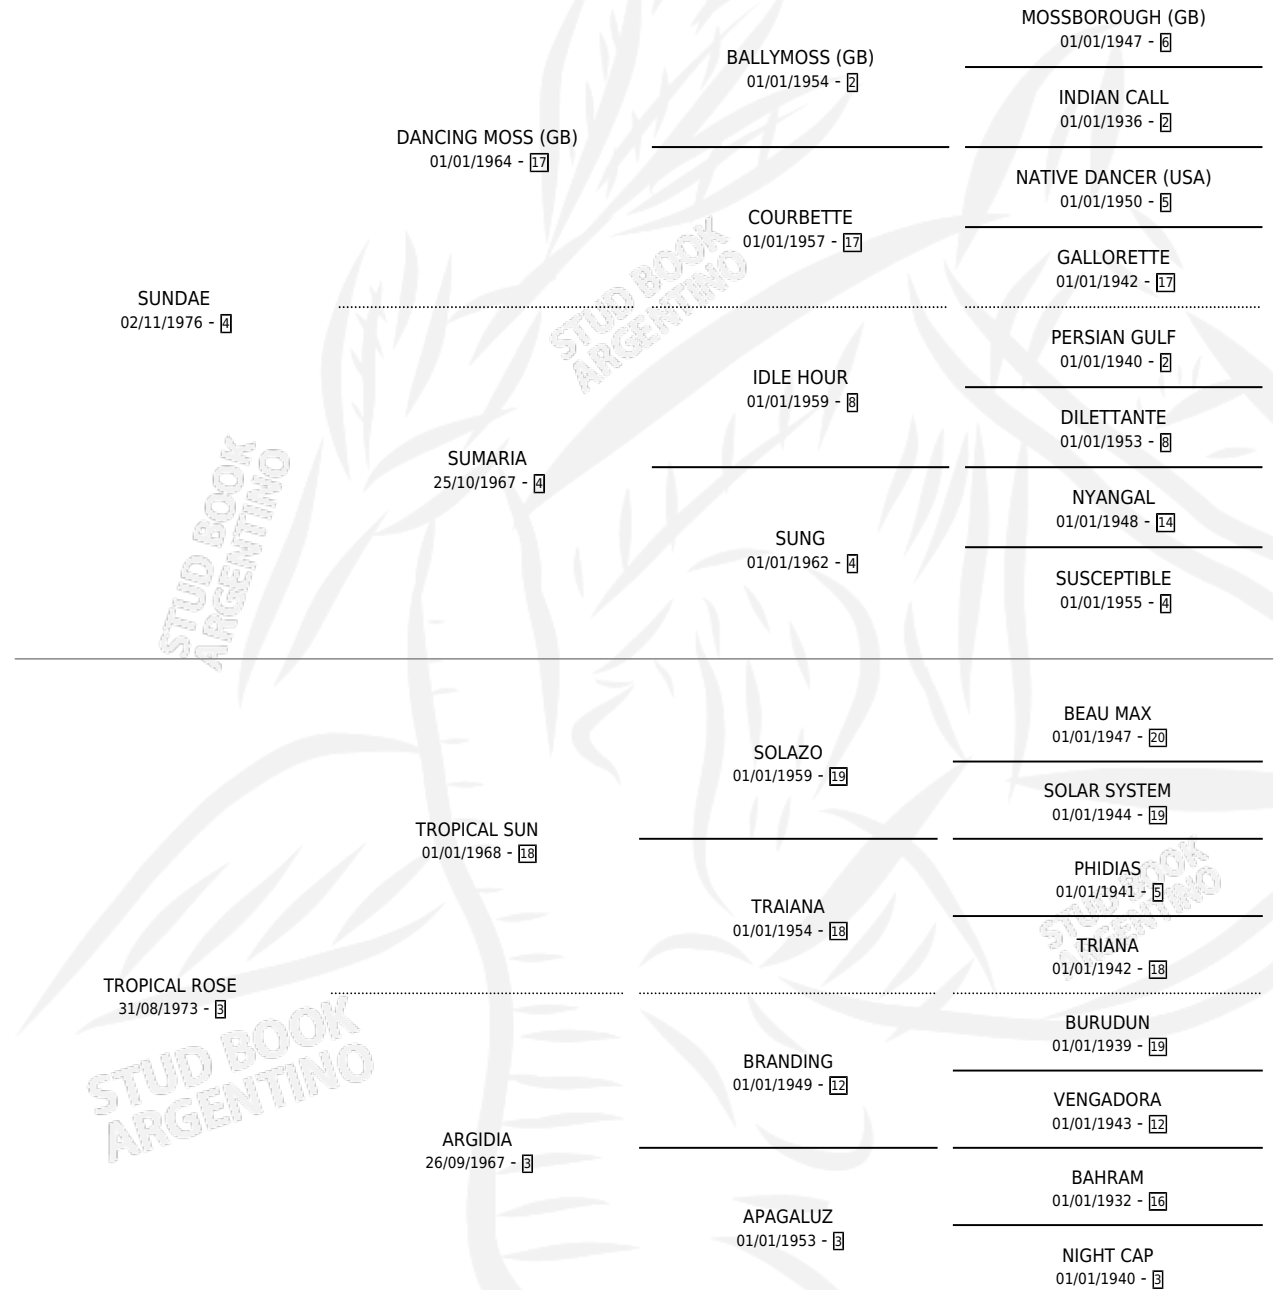 MOSSBOROUGH (GB)
01/01/1947 - 6
BALLYMOSS (GB)
01/01/1954 - 2
INDIAN CALL
01/01/1936 - 2
DANCING MOSS (GB)
01/01/1964 - 17
NATIVE DANCER (USA)
01/01/1950 - 5
COURBETTE
01/01/1957 - 17
GALLORETTE
01/01/1942 - 17
SUNDAE
02/11/1976 - 4
PERSIAN GULF
01/01/1940 - 2
IDLE HOUR
01/01/1959 - 8
DILETTANTE
01/01/1953 - 8
SUMARIA
25/10/1967 - 4
NYANGAL
01/01/1948 - 14
SUNG
01/01/1962 - 4
SUSCEPTIBLE
01/01/1955 - 4
BEAU MAX
01/01/1947 - 20
SOLAZO
01/01/1959 - 19
SOLAR SYSTEM
01/01/1944 - 19
TROPICAL SUN
01/01/1968 - 18
PHIDIAS
01/01/1941 - 5
TRAIANA
01/01/1954 - 18
TRIANA
01/01/1942 - 18
TROPICAL ROSE
31/08/1973 - 3
BURUDUN
01/01/1939 - 19
BRANDING
01/01/1949 - 12
VENGADORA
01/01/1943 - 12
ARGIDIA
26/09/1967 - 3
BAHRAM
01/01/1932 - 16
APAGALUZ
01/01/1953 - 3
NIGHT CAP
01/01/1940 - 3
STUD BOOK
ARGENTINO
STUD BOOK
ARGENTINO
STUD BOOK
ARGENTINO
STUD BOOK
ARGENTINO